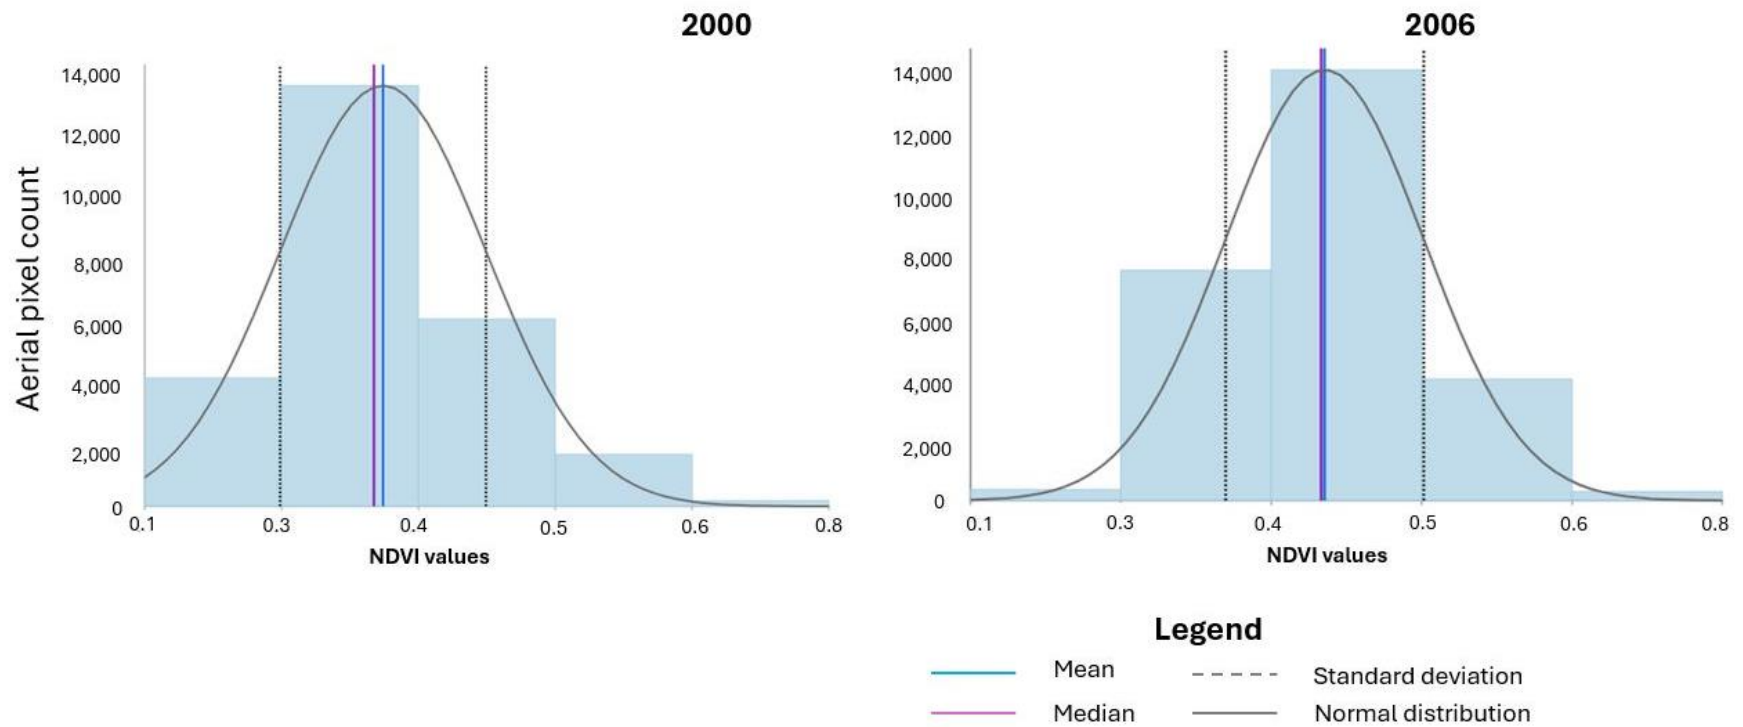 2000
14,000
12,000
10,000
8,000
6,000
4,000
2,000
0
Aerial pixel count
0.1 0.3 0.4 0.5 0.6 0.8
NDVI values
2006
14,000
12,000
10,000
8,000
6,000
4,000
2,000
0
0.1 0.3 0.4 0.5 0.6 0.8
NDVI values
Legend
Mean Standard deviation
Median Normal distribution